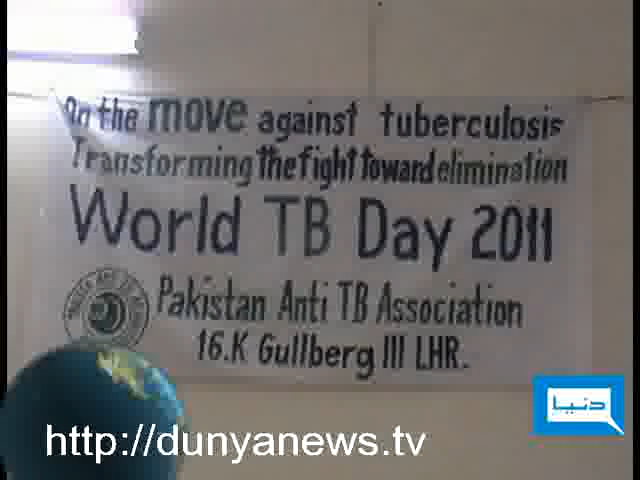 On the move against tuberculosis
Transforming the fight toward elimination
World TB Day 2011
Pakistan Anti TB Association
16.K Gullberg III LHR.
دنیا
http://dunyanews.tv